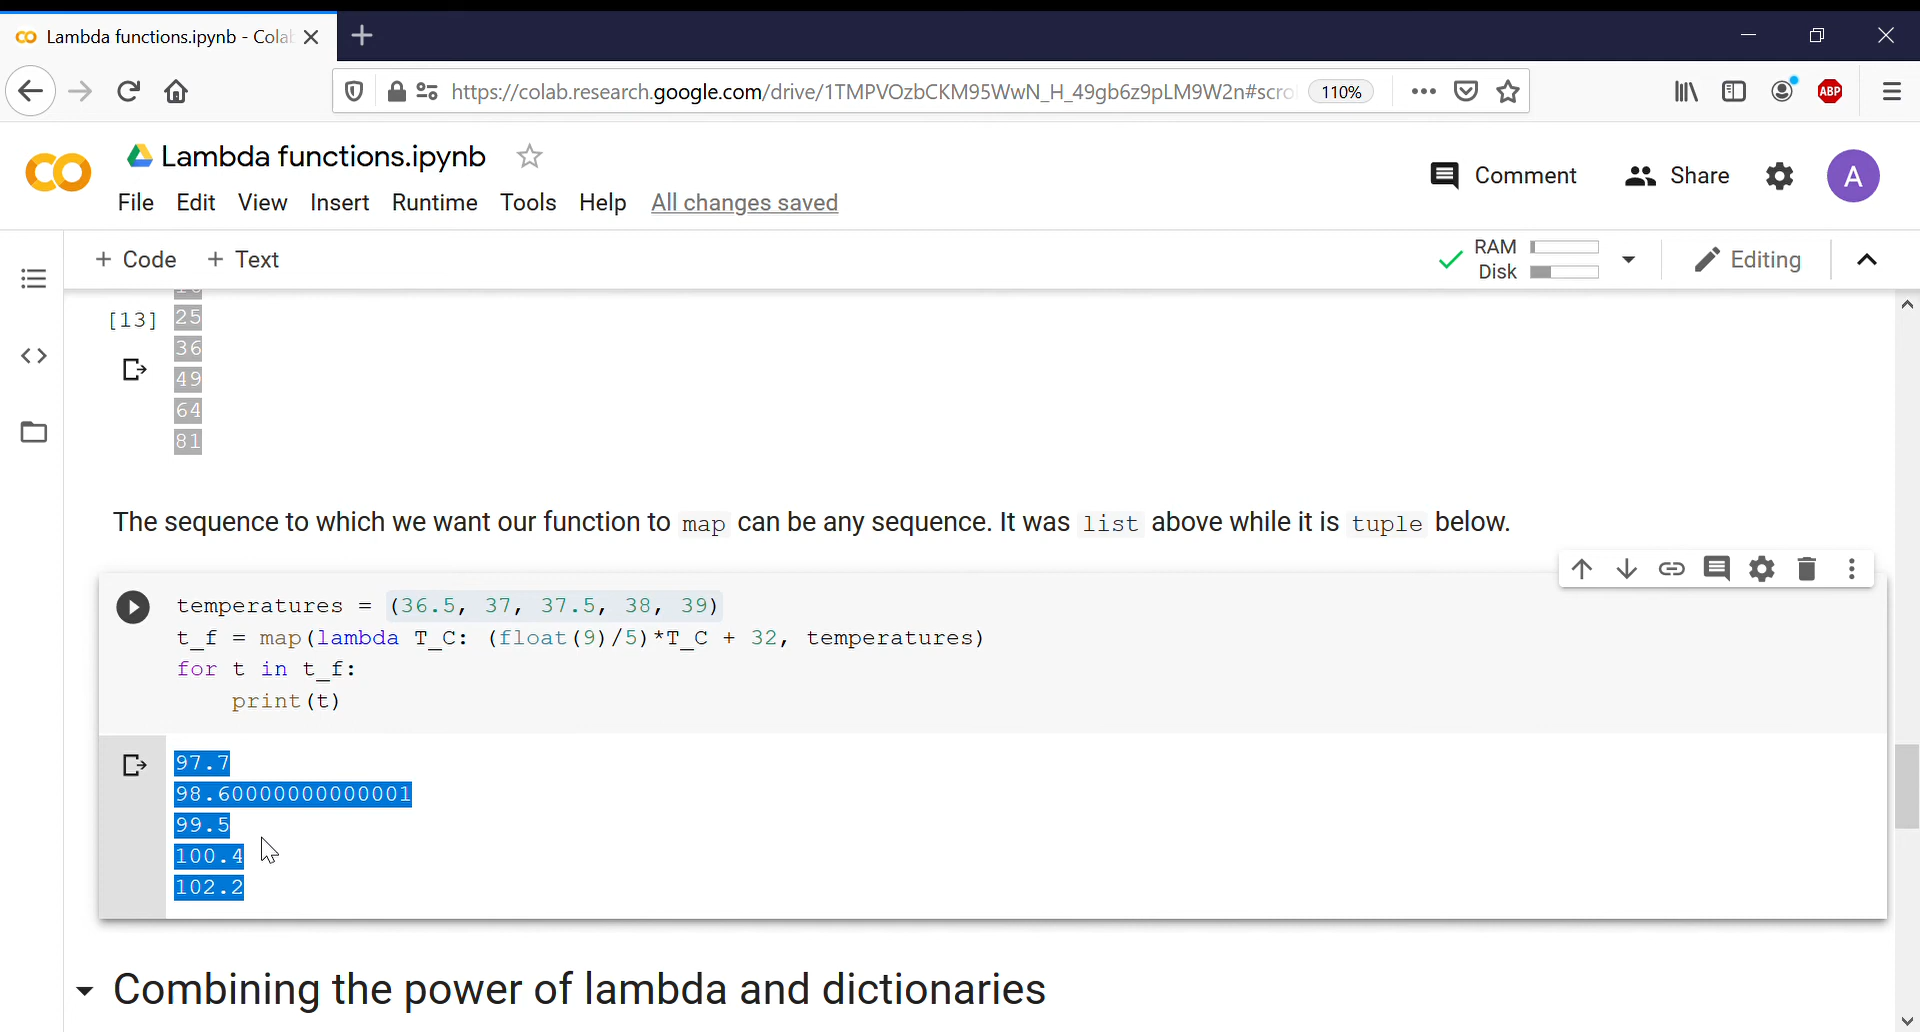 Lambda functions.ipynb - Cola
https://colab.research.google.com/drive/1TMPVOzbCKM95WwN_H_49gb6z9pLM9W2n#scro
110%
ABP
Lambda functions.ipynb
Comment
Share
A
File Edit View Insert Runtime Tools Help All changes saved
+ Code + Text
RAM
Disk
Editing
[13]
25
36
49
64
81
The sequence to which we want our function to map can be any sequence. It was list above while it is tuple below.
temperatures = (36.5, 37, 37.5, 38, 39)
t_f = map(lambda T_C: (float(9)/5)*T_C + 32, temperatures)
for t in t_f:
print(t)
97.7
98.60000000000001
99.5
100.4
102.2
Combining the power of lambda and dictionaries